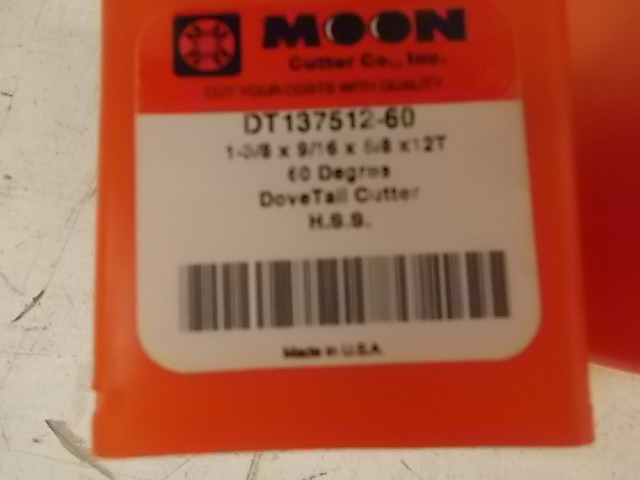 MOON
Cutter Co., Inc.
CUT YOUR COSTS WITH QUALITY
DT137512-60
1-3/8 x 9/16 x 5/8 x12T
60 Degres
DoveTail Cutter
H.S.S.
Made in U.S.A.